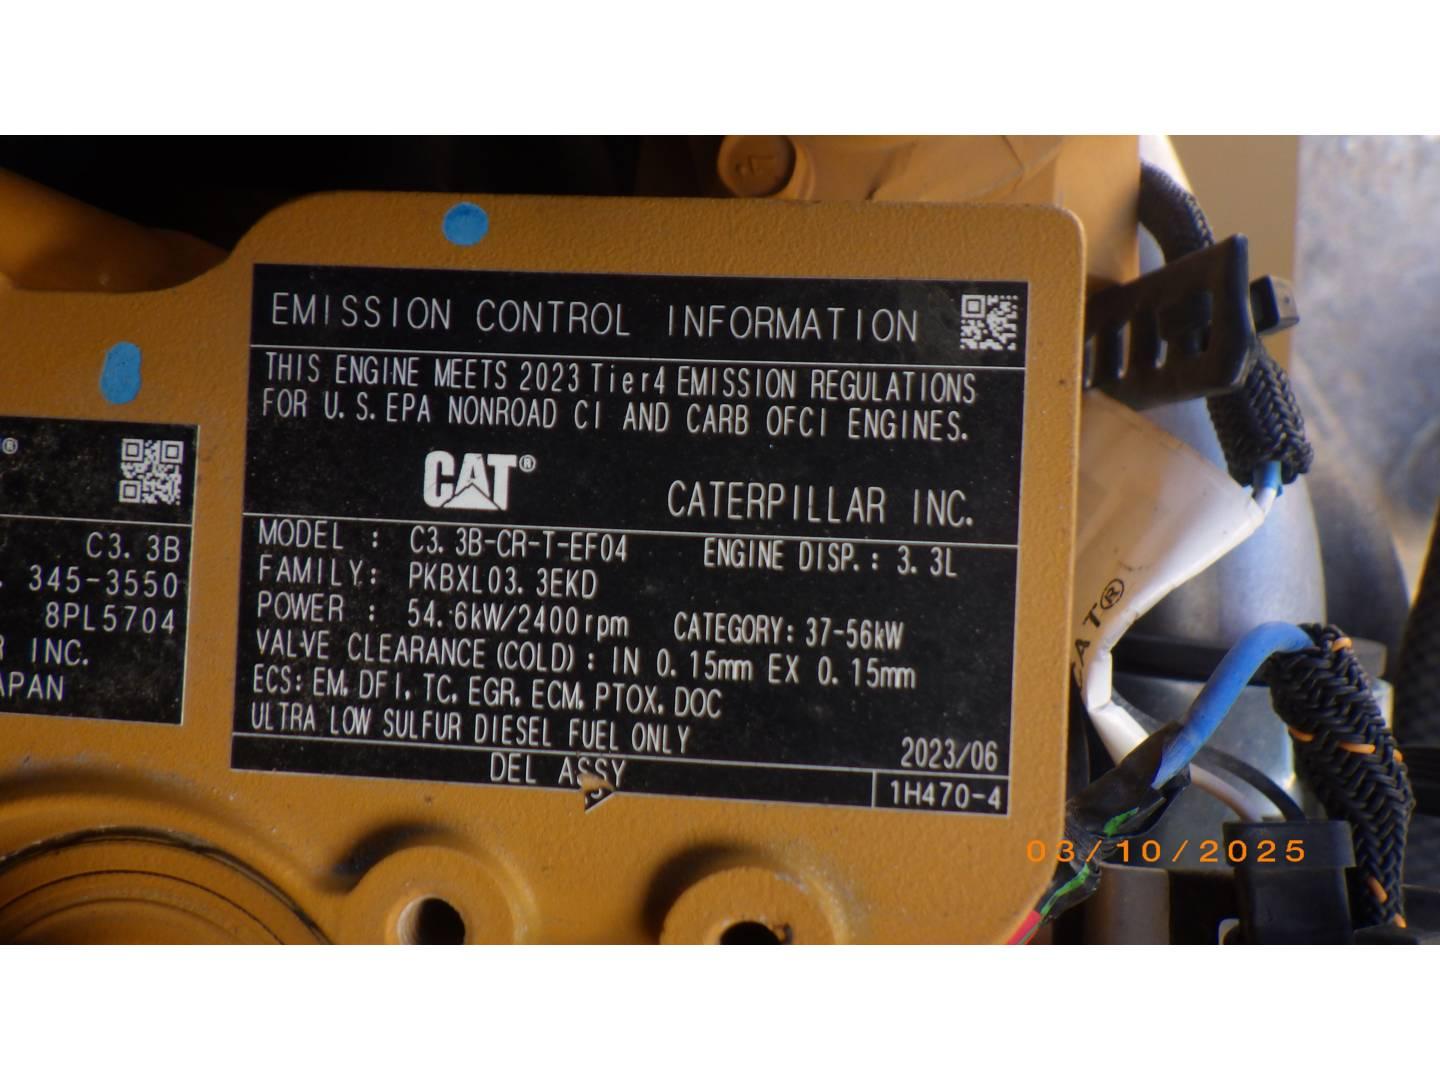 EMISSION CONTROL INFORMATION
THIS ENGINE MEETS 2023 Tier4 EMISSION REGULATIONS
FOR U.S. EPA NONROAD CI AND CARB OFCI ENGINES.
CAT®
CATERPILLAR INC.
MODEL : C3.3B-CR-T-EF04 ENGINE DISP.: 3.3L
FAMILY: PKBXL03.3EKD
POWER : 54.6kW/2400rpm CATEGORY: 37-56kW
VALVE CLEARANCE (COLD): IN 0.15mm EX 0.15mm
ECS: EM, DFI, TC, EGR, ECM, PTOX, DOC
ULTRA LOW SULFUR DIESEL FUEL ONLY
2023/06
DEL ASSY
1H470-4
®
C3.3B
345-3550
8PL5704
INC.
APAN
AT®
03/10/2025